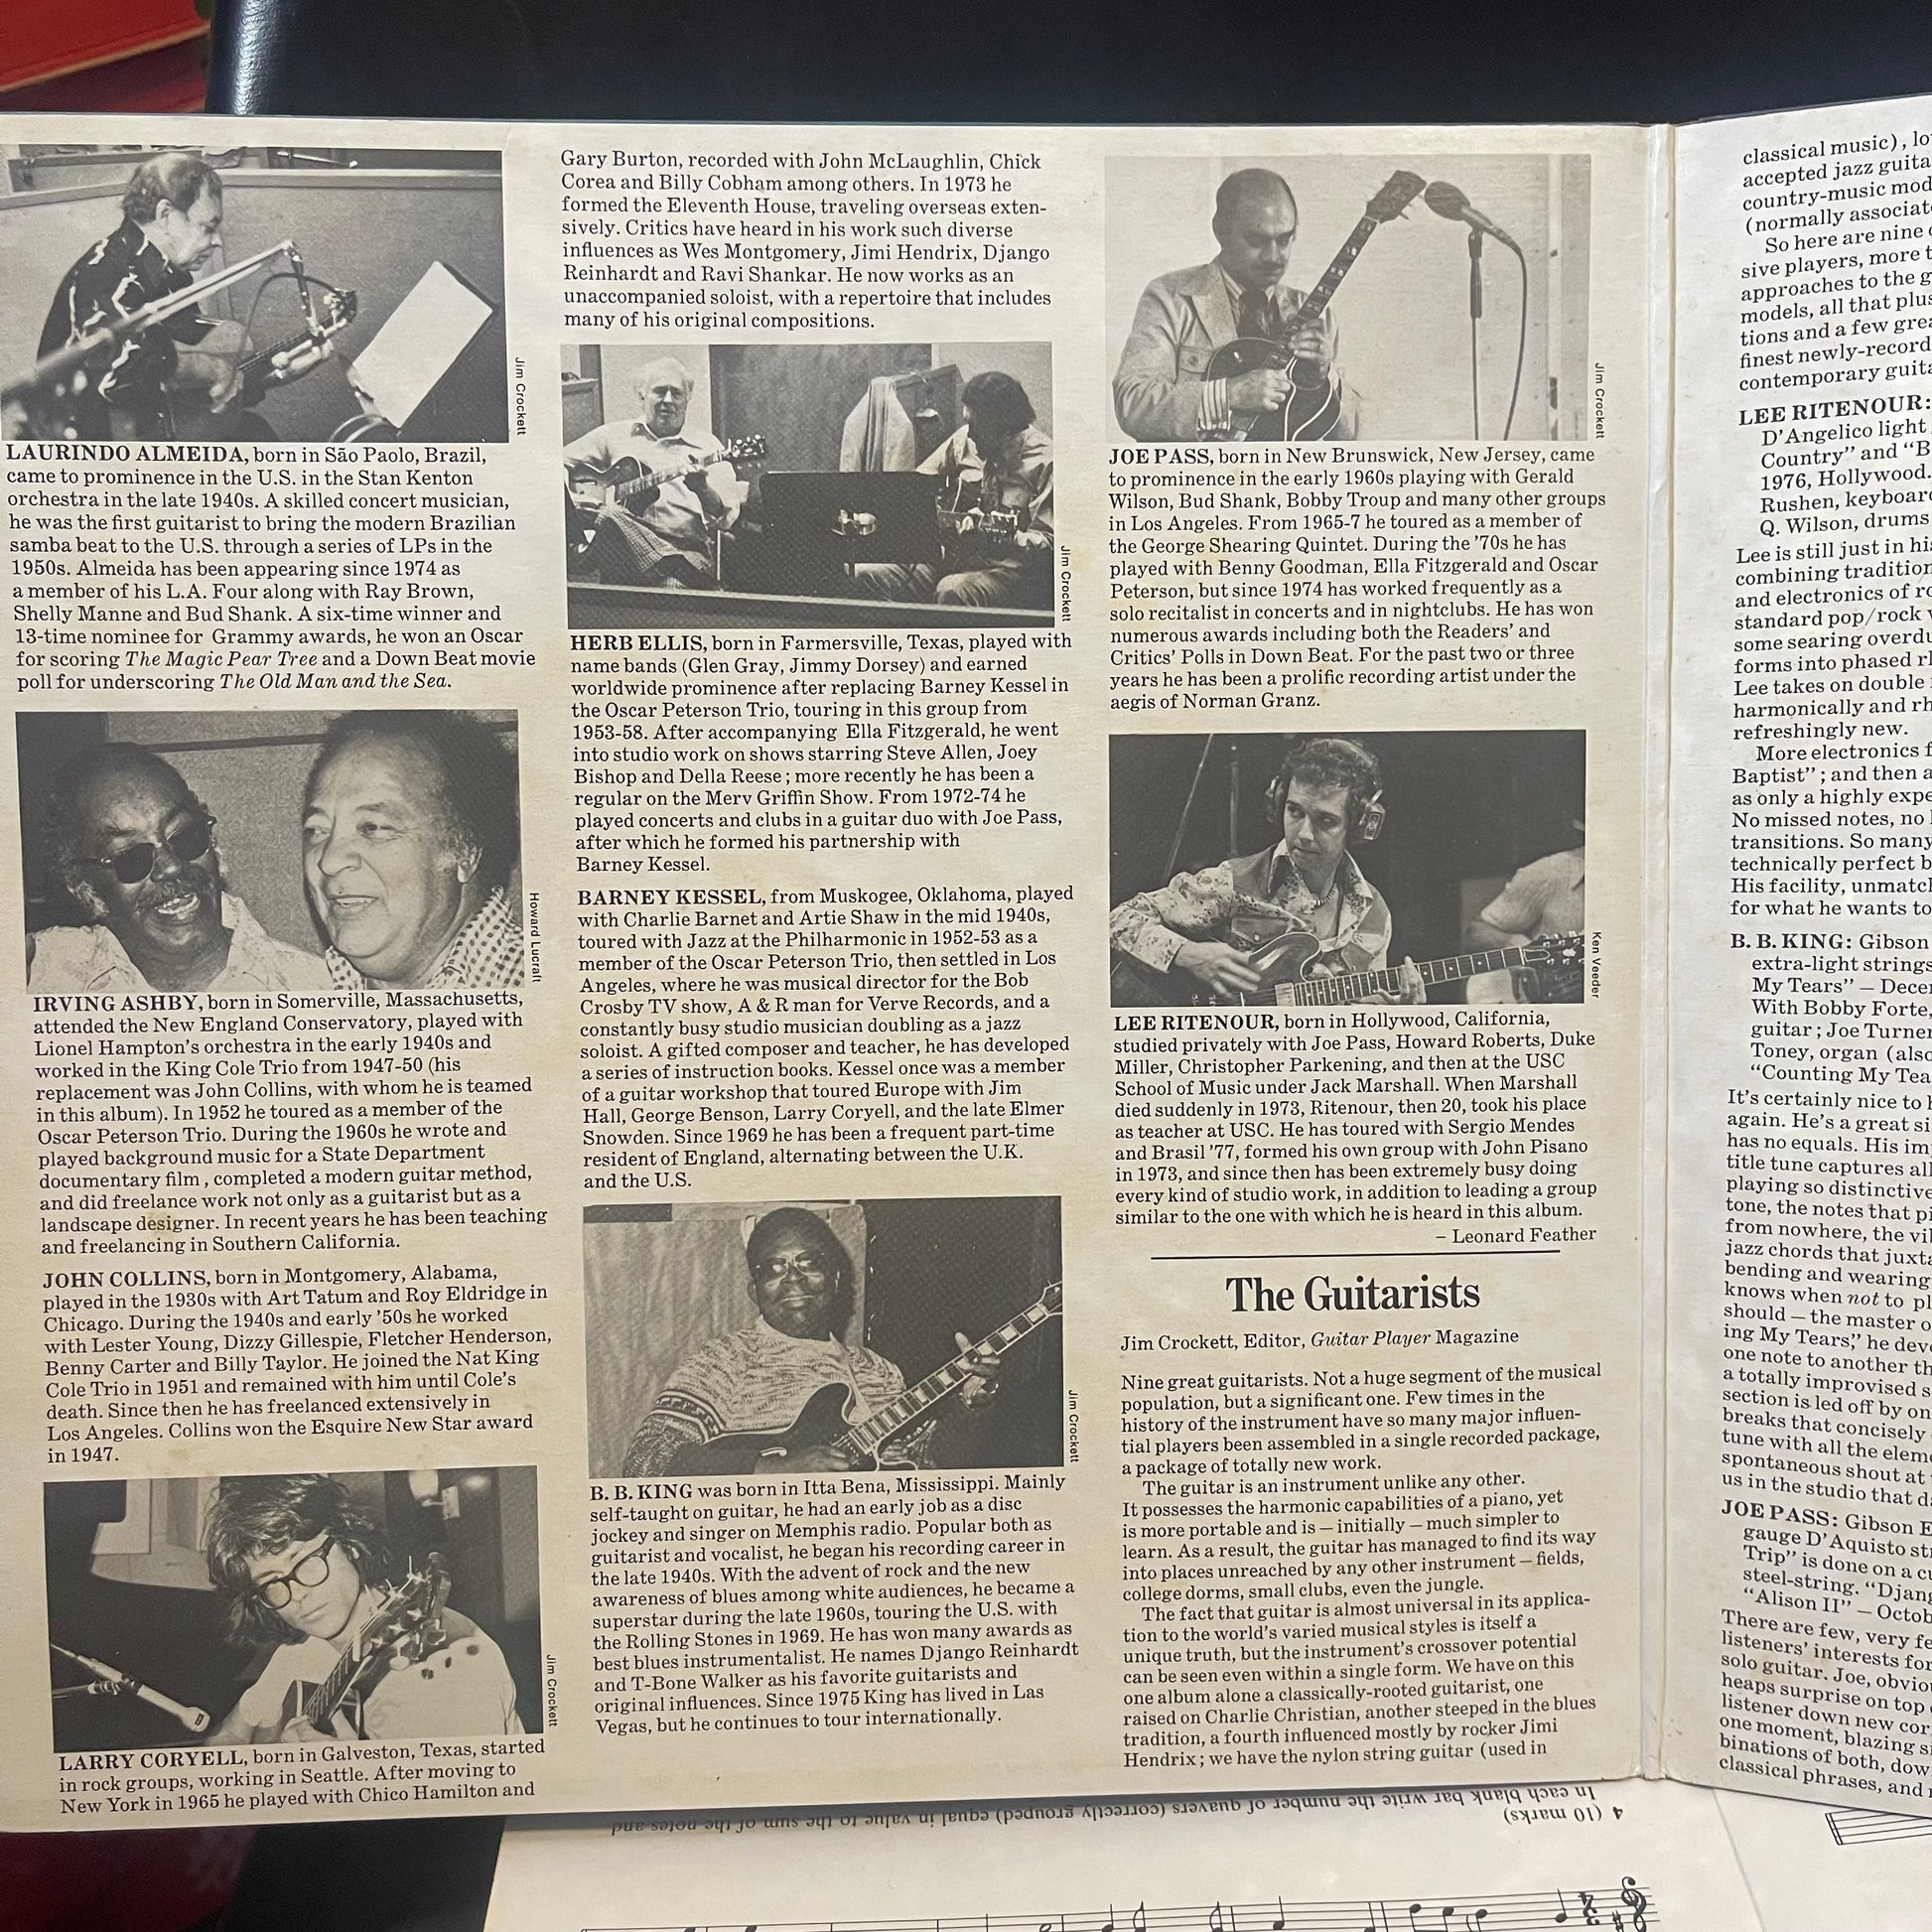 Jim Crockett
LAURINDO ALMEIDA, born in São Paolo, Brazil,
came to prominence in the U.S. in the Stan Kenton
orchestra in the late 1940s. A skilled concert musician,
he was the first guitarist to bring the modern Brazilian
samba beat to the U.S. through a series of LPs in the
1950s. Almeida has been appearing since 1974 as
a member of his L.A. Four along with Ray Brown,
Shelly Manne and Bud Shank. A six-time winner and
13-time nominee for Grammy awards, he won an Oscar
for scoring The Magic Pear Tree and a Down Beat movie
poll for underscoring The Old Man and the Sea.
Howard Lucraft
IRVING ASHBY, born in Somerville, Massachusetts,
attended the New England Conservatory, played with
Lionel Hampton's orchestra in the early 1940s and
worked in the King Cole Trio from 1947-50 (his
replacement was John Collins, with whom he is teamed
in this album). In 1952 he toured as a member of the
Oscar Peterson Trio. During the 1960s he wrote and
played background music for a State Department
documentary film, completed a modern guitar method,
and did freelance work not only as a guitarist but as a
landscape designer. In recent years he has been teaching
and freelancing in Southern California.
JOHN COLLINS, born in Montgomery, Alabama,
played in the 1930s with Art Tatum and Roy Eldridge in
Chicago. During the 1940s and early '50s he worked
with Lester Young, Dizzy Gillespie, Fletcher Henderson,
Benny Carter and Billy Taylor. He joined the Nat King
Cole Trio in 1951 and remained with him until Cole's
death. Since then he has freelanced extensively in
Los Angeles. Collins won the Esquire New Star award
in 1947.
Jim Crockett
LARRY CORYELL, born in Galveston, Texas, started
in rock groups, working in Seattle. After moving to
New York in 1965 he played with Chico Hamilton and
Gary Burton, recorded with John McLaughlin, Chick
Corea and Billy Cobham among others. In 1973 he
formed the Eleventh House, traveling overseas exten-
sively. Critics have heard in his work such diverse
influences as Wes Montgomery, Jimi Hendrix, Django
Reinhardt and Ravi Shankar. He now works as an
unaccompanied soloist, with a repertoire that includes
many of his original compositions.
Jim Crockett
HERB ELLIS, born in Farmersville, Texas, played with
name bands (Glen Gray, Jimmy Dorsey) and earned
worldwide prominence after replacing Barney Kessel in
the Oscar Peterson Trio, touring in this group from
1953-58. After accompanying Ella Fitzgerald, he went
into studio work on shows starring Steve Allen, Joey
Bishop and Della Reese; more recently he has been a
regular on the Merv Griffin Show. From 1972-74 he
played concerts and clubs in a guitar duo with Joe Pass,
after which he formed his partnership with
Barney Kessel.
BARNEY KESSEL, from Muskogee, Oklahoma, played
with Charlie Barnet and Artie Shaw in the mid 1940s,
toured with Jazz at the Philharmonic in 1952-53 as a
member of the Oscar Peterson Trio, then settled in Los
Angeles, where he was musical director for the Bob
Crosby TV show, A & R man for Verve Records, and a
constantly busy studio musician doubling as a jazz
soloist. A gifted composer and teacher, he has developed
a series of instruction books. Kessel once was a member
of a guitar workshop that toured Europe with Jim
Hall, George Benson, Larry Coryell, and the late Elmer
Snowden. Since 1969 he has been a frequent part-time
resident of England, alternating between the U.K.
and the U.S.
Jim Crockett
B. B. KING was born in Itta Bena, Mississippi. Mainly
self-taught on guitar, he had an early job as a disc
jockey and singer on Memphis radio. Popular both as
guitarist and vocalist, he began his recording career in
the late 1940s. With the advent of rock and the new
awareness of blues among white audiences, he became a
superstar during the late 1960s, touring the U.S. with
the Rolling Stones in 1969. He has won many awards as
best blues instrumentalist. He names Django Reinhardt
and T-Bone Walker as his favorite guitarists and
original influences. Since 1975 King has lived in Las
Vegas, but he continues to tour internationally.
Jim Crockett
JOE PASS, born in New Brunswick, New Jersey, came
to prominence in the early 1960s playing with Gerald
Wilson, Bud Shank, Bobby Troup and many other groups
in Los Angeles. From 1965-7 he toured as a member of
the George Shearing Quintet. During the '70s he has
played with Benny Goodman, Ella Fitzgerald and Oscar
Peterson, but since 1974 has worked frequently as a
solo recitalist in concerts and in nightclubs. He has won
numerous awards including both the Readers' and
Critics' Polls in Down Beat. For the past two or three
years he has been a prolific recording artist under the
aegis of Norman Granz.
Ken Veeder
LEE RITENOUR, born in Hollywood, California,
studied privately with Joe Pass, Howard Roberts, Duke
Miller, Christopher Parkening, and then at the USC
School of Music under Jack Marshall. When Marshall
died suddenly in 1973, Ritenour, then 20, took his place
as teacher at USC. He has toured with Sergio Mendes
and Brasil '77, formed his own group with John Pisano
in 1973, and since then has been extremely busy doing
every kind of studio work, in addition to leading a group
similar to the one with which he is heard in this album.
– Leonard Feather
The Guitarists
Jim Crockett, Editor, Guitar Player Magazine
Nine great guitarists. Not a huge segment of the musical
population, but a significant one. Few times in the
history of the instrument have so many major influen-
tial players been assembled in a single recorded package,
a package of totally new work.
The guitar is an instrument unlike any other.
It possesses the harmonic capabilities of a piano, yet
is more portable and is – initially – much simpler to
learn. As a result, the guitar has managed to find its way
into places unreached by any other instrument – fields,
college dorms, small clubs, even the jungle.
The fact that guitar is almost universal in its applica-
tion to the world's varied musical styles is itself a
unique truth, but the instrument's crossover potential
can be seen even within a single form. We have on this
one album alone a classically-rooted guitarist, one
raised on Charlie Christian, another steeped in the blues
tradition, a fourth influenced mostly by rocker Jimi
Hendrix; we have the nylon string guitar (used in
classical music),
accepted jazz
country-music
(normally
So here are nine
sive players, more
approaches to the
models, all that
tions and a few
finest
contemporary
LEE RITENOUR:
D'Angelico light
Country" and
1976, Hollywood.
Rushen,
Q. Wilson, drums
Lee is still just in
combining
and electronics of
standard pop/rock
some searing
forms into phased
Lee takes on double
harmonically and
refreshingly new.
More electronics
Baptist"; and then
as only a highly
No missed notes, no
transitions. So many
technically perfect
His facility,
for what he wants to
B. B. KING: Gibson
extra-light strings
My Tears" –
With Bobby Forte,
guitar; Joe Turner
Toney, organ
"Counting My
It's certainly nice to
again. He's a great
has no equals. His
title tune captures
playing so
tone, the notes that
from nowhere, the
jazz chords that
bending and wearing
knows when not to
should – the master
ing My Tears," he
one note to another
a totally improvised
section is led off by
breaks that concisely
tune with all the
spontaneous shout at
us in the studio that
JOE PASS: Gibson
gauge D'Aquisto
Trip" is done on a
steel-string.
"Alison II" –
There are few, very
listeners' interests
solo guitar. Joe,
heaps surprise on top
listener down new
one moment, blazing
binations of both,
classical phrases, and
4 (10 marks)
In each blank bar write the number of quavers (correctly grouped) equal in value to the sum of the notes and